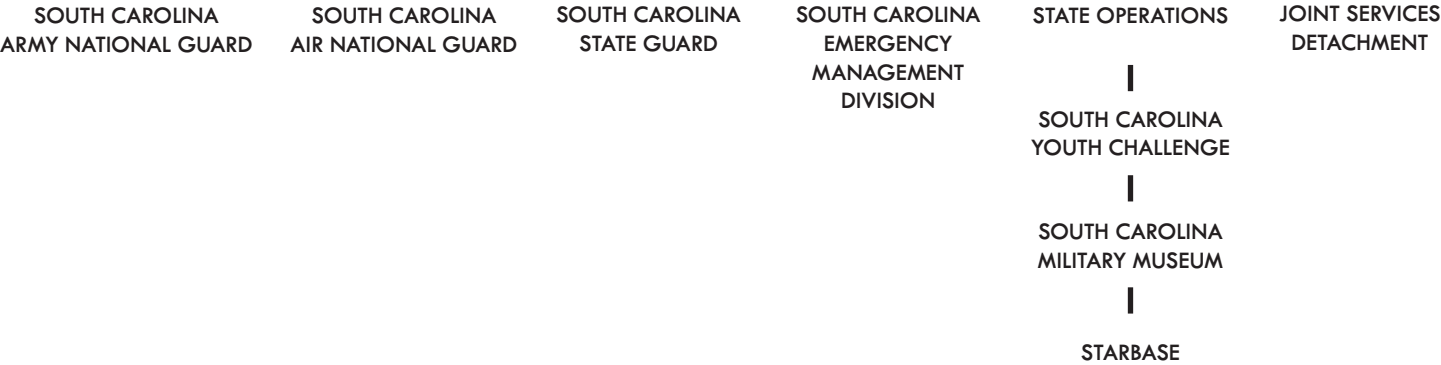 SOUTH CAROLINA
ARMY NATIONAL GUARD
SOUTH CAROLINA
AIR NATIONAL GUARD
SOUTH CAROLINA
STATE GUARD
SOUTH CAROLINA
EMERGENCY
MANAGEMENT
DIVISION
STATE OPERATIONS
SOUTH CAROLINA
YOUTH CHALLENGE
SOUTH CAROLINA
MILITARY MUSEUM
STARBASE
JOINT SERVICES
DETACHMENT